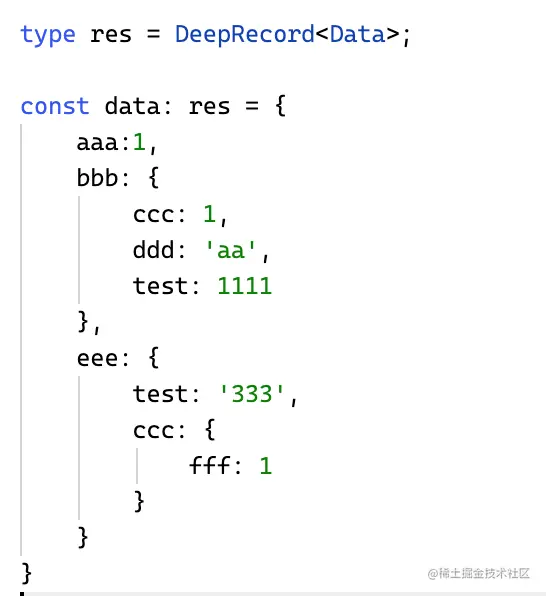 type res = DeepRecord<Data>;
const data: res = {
    aaa:1,
    bbb: {
        ccc: 1,
        ddd: 'aa',
        test: 1111
    },
    eee: {
        test: '333',
        ccc: {
            fff: 1
        }
    }
}
@稀土掘金技术社区